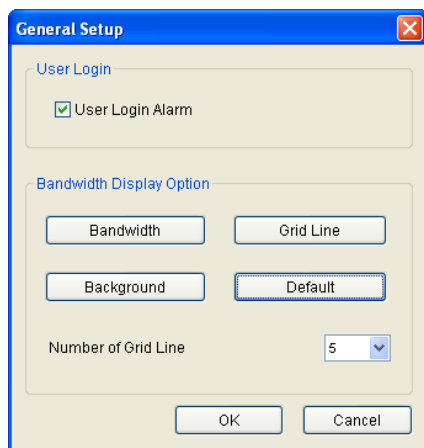 General Setup
User Login
User Login Alarm
Bandwidth Display Option
Bandwidth
Grid Line
Background
Default
Number of Grid Line
5
OK
Cancel